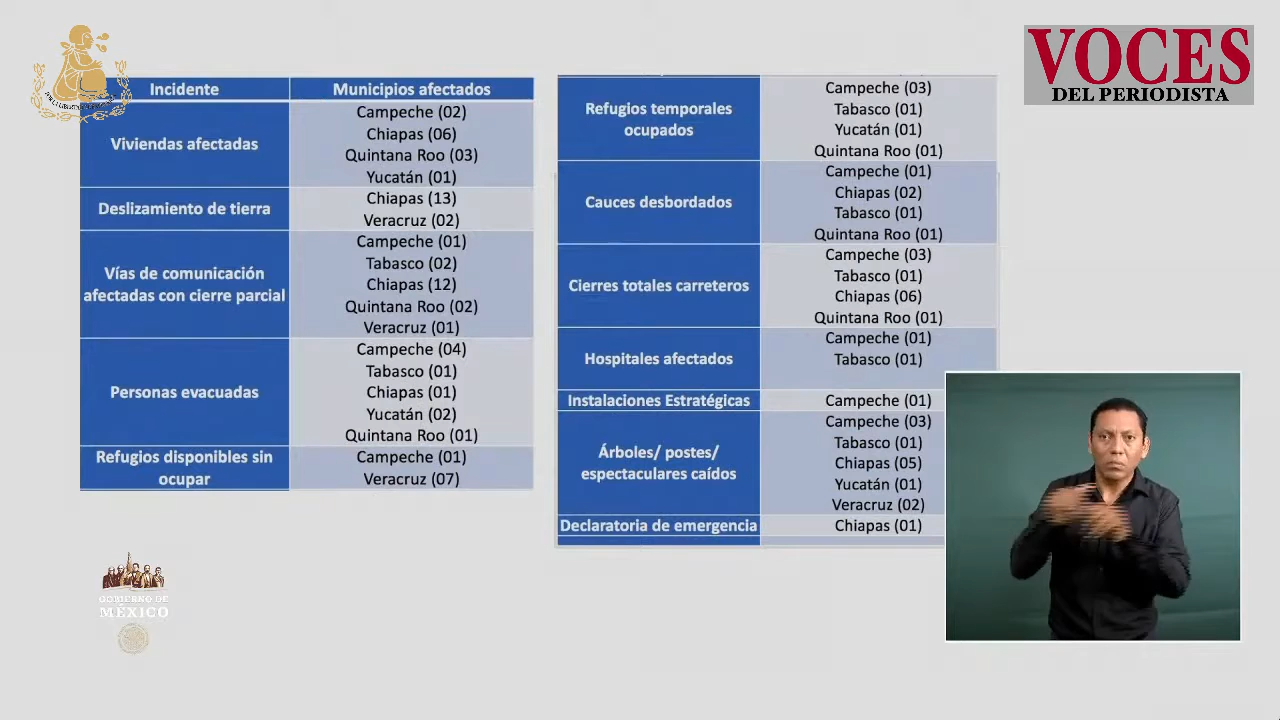 VOCES
DEL PERIODISTA
Incidente
Municipios afectados
Viviendas afectadas
Campeche (02)
Chiapas (06)
Quintana Roo (03)
Yucatán (01)
Deslizamiento de tierra
Chiapas (13)
Veracruz (02)
Vías de comunicación
afectadas con cierre parcial
Campeche (01)
Tabasco (02)
Chiapas (12)
Quintana Roo (02)
Veracruz (01)
Personas evacuadas
Campeche (04)
Tabasco (01)
Chiapas (01)
Yucatán (02)
Quintana Roo (01)
Refugios disponibles sin
ocupar
Campeche (01)
Veracruz (07)
Refugios temporales
ocupados
Campeche (03)
Tabasco (01)
Yucatán (01)
Quintana Roo (01)
Cauces desbordados
Campeche (01)
Chiapas (02)
Tabasco (01)
Quintana Roo (01)
Cierres totales carreteros
Campeche (03)
Tabasco (01)
Chiapas (06)
Quintana Roo (01)
Hospitales afectados
Campeche (01)
Tabasco (01)
Instalaciones Estratégicas
Campeche (01)
Árboles/ postes/
espectaculares caídos
Campeche (03)
Tabasco (01)
Chiapas (05)
Yucatán (01)
Veracruz (02)
Declaratoria de emergencia
Chiapas (01)
GOBIERNO DE
MÉXICO